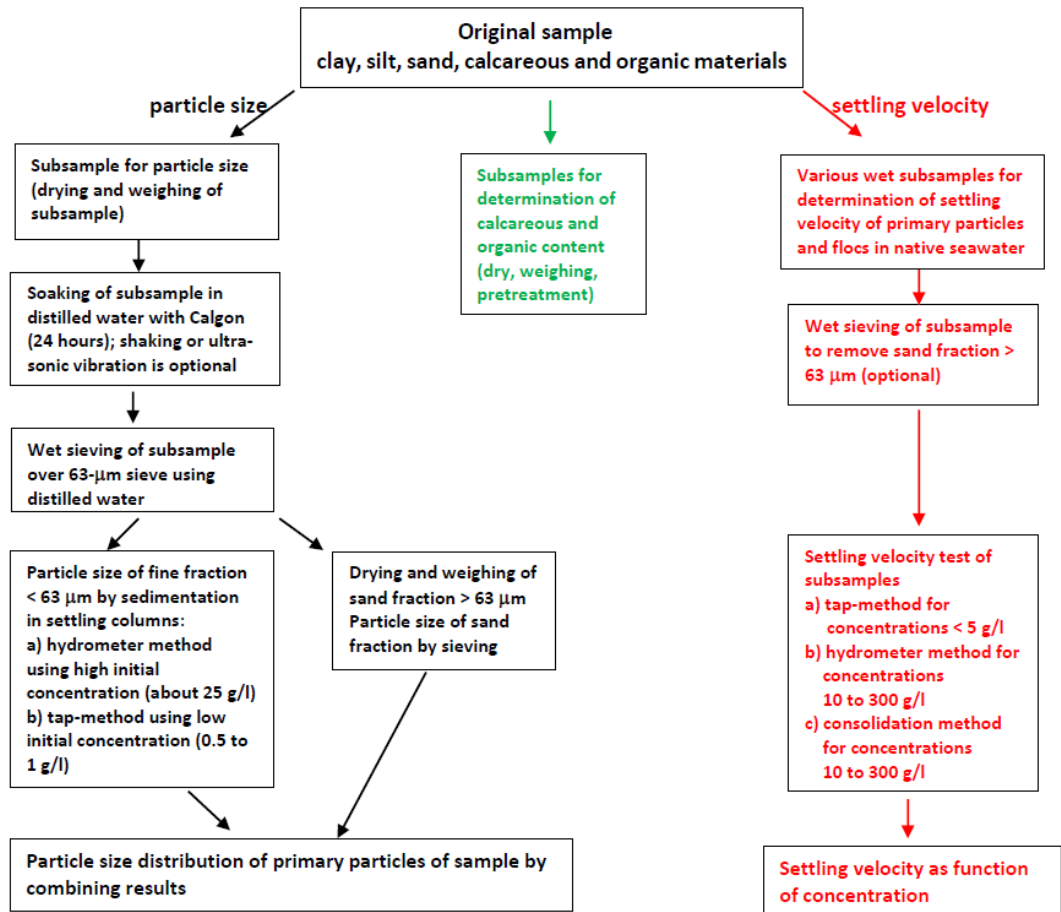 Original sample
clay, silt, sand, calcareous and organic materials
particle size
settling velocity
Subsample for particle size
(drying and weighing of
subsample)
Subsamples for
determination of
calcareous and
organic content
(dry, weighing,
pretreatment)
Various wet subsamples for
determination of settling
velocity of primary particles
and flocs in native seawater
Soaking of subsample in
distilled water with Calgon
(24 hours); shaking or ultra-
sonic vibration is optional
Wet sieving of subsample
to remove sand fraction >
63 μm (optional)
Wet sieving of subsample
over 63-μm sieve using
distilled water
Particle size of fine fraction
< 63 μm by sedimentation
in settling columns:
a) hydrometer method
using high initial
concentration (about 25 g/l)
b) tap-method using low
initial concentration (0.5 to
1 g/l)
Drying and weighing of
sand fraction > 63 μm
Particle size of sand
fraction by sieving
Settling velocity test of
subsamples
a) tap-method for
concentrations < 5 g/l
b) hydrometer method for
concentrations
10 to 300 g/l
c) consolidation method
for concentrations
10 to 300 g/l
Particle size distribution of primary particles of sample by
combining results
Settling velocity as function
of concentration